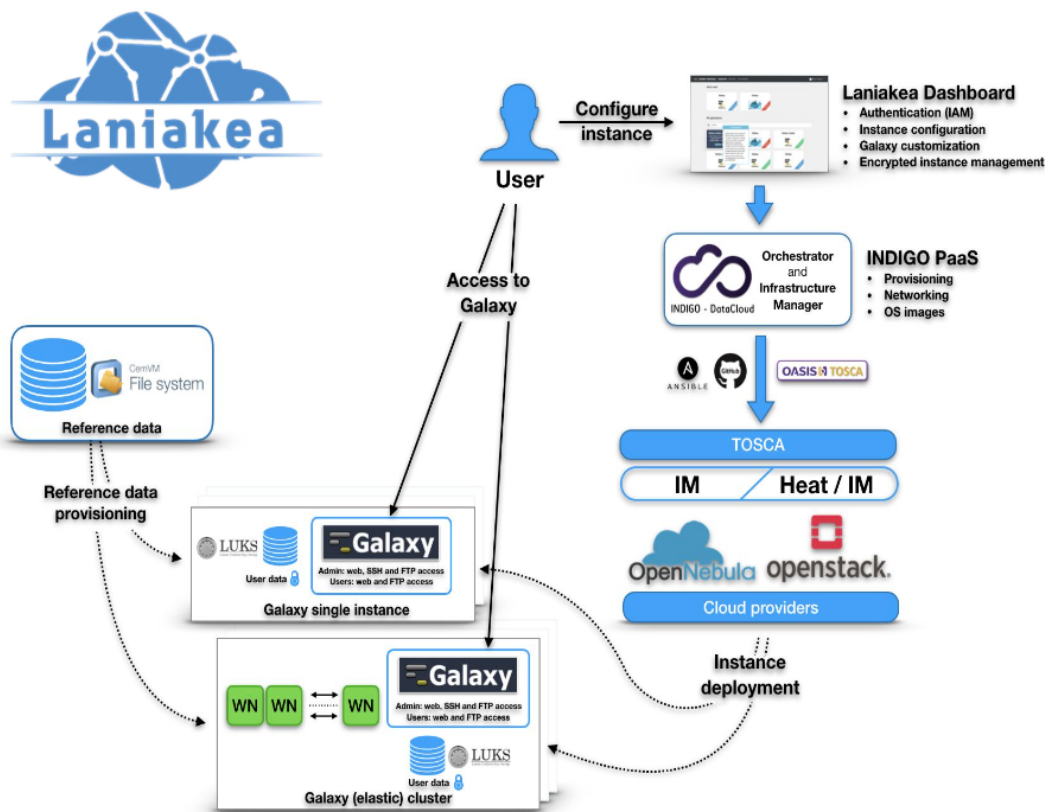 Laniakea
User
Configure
instance
Laniakea Dashboard
• Authentication (IAM)
• Instance configuration
• Galaxy customization
• Encrypted instance management
INDIGO - DataCloud
Orchestrator
and
Infrastructure
Manager
INDIGO PaaS
• Provisioning
• Networking
• OS images
Access to
Galaxy
ANSIBLE
GitHub
OASIS TOSCA
CernVM
File system
Reference data
TOSCA
IM / Heat / IM
Reference data
provisioning
LUKS
User data
Galaxy
Admin: web, SSH and FTP access
Users: web and FTP access
Galaxy single instance
OpenNebula
openstack.
Cloud providers
Instance
deployment
WN WN WN
Galaxy
Admin: web, SSH and FTP access
Users: web and FTP access
LUKS
User data
Galaxy (elastic) cluster